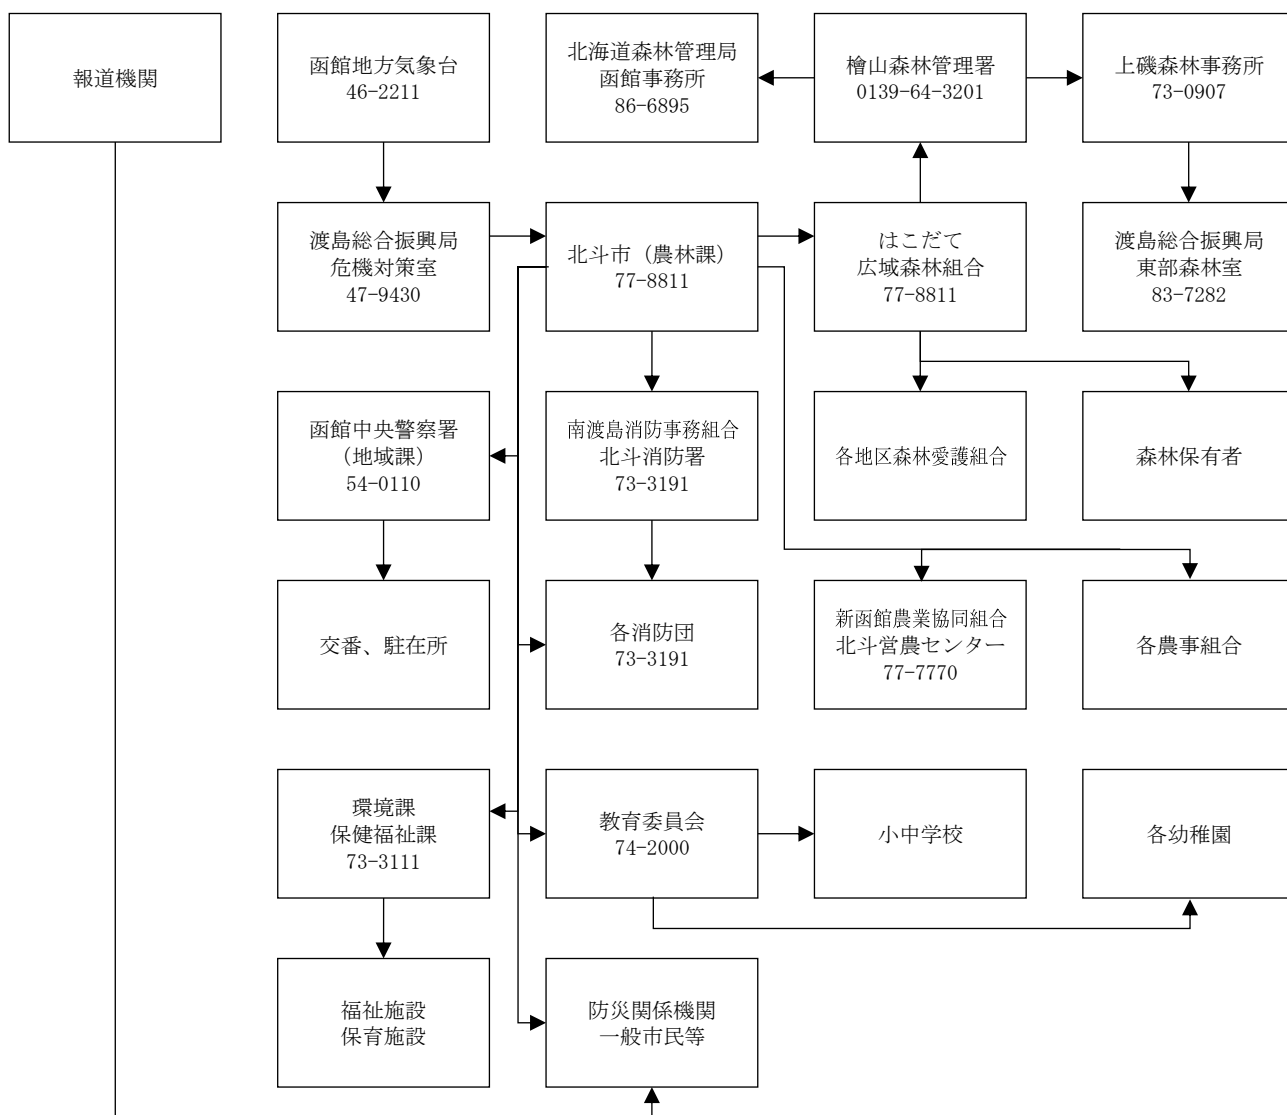 報道機関
函館地方気象台
46-2211
北海道森林管理局
函館事務所
86-6895
檜山森林管理署
0139-64-3201
上磯森林事務所
73-0907
渡島総合振興局
危機対策室
47-9430
北斗市（農林課）
77-8811
はこだて
広域森林組合
77-8811
渡島総合振興局
東部森林室
83-7282
函館中央警察署
（地域課）
54-0110
南渡島消防事務組合
北斗消防署
73-3191
各地区森林愛護組合
森林保有者
交番、駐在所
各消防団
73-3191
新函館農業協同組合
北斗営農センター
77-7770
各農事組合
環境課
保健福祉課
73-3111
教育委員会
74-2000
小中学校
各幼稚園
福祉施設
保育施設
防災関係機関
一般市民等